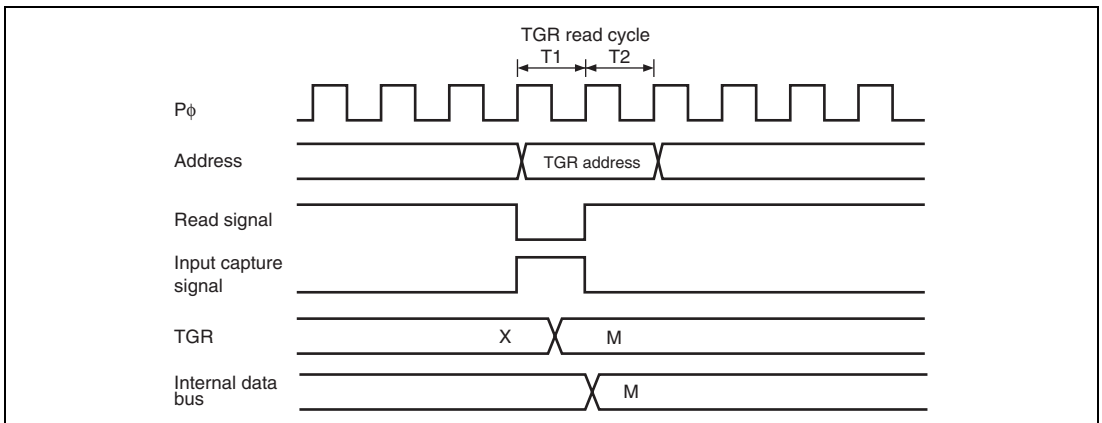 TGR read cycle
T1 T2
Pϕ
Address
TGR address
Read signal
Input capture
signal
TGR
X M
Internal data
bus
M